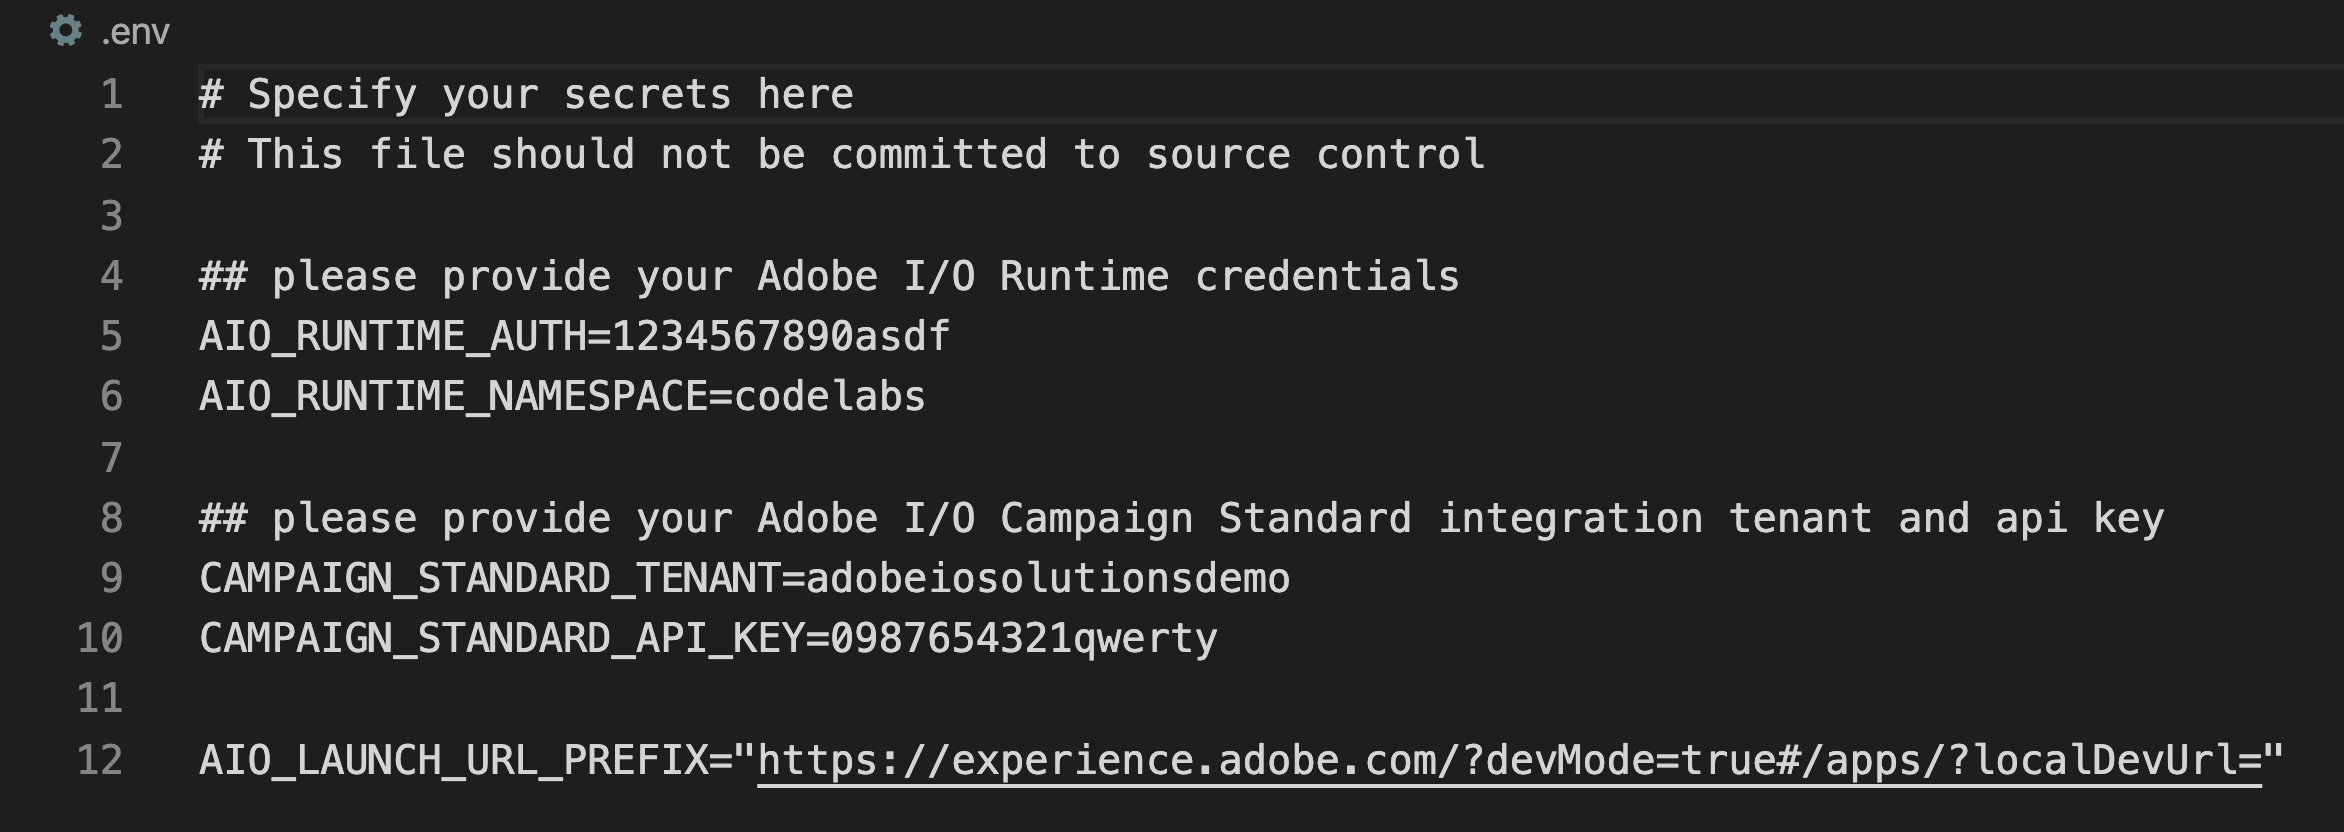 .env
1 # Specify your secrets here
2 # This file should not be committed to source control
3
4 ## please provide your Adobe I/O Runtime credentials
5 AIO_RUNTIME_AUTH=1234567890asdf
6 AIO_RUNTIME_NAMESPACE=codelabs
7
8 ## please provide your Adobe I/O Campaign Standard integration tenant and api key
9 CAMPAIGN_STANDARD_TENANT=adobeiosolutionsdemo
10 CAMPAIGN_STANDARD_API_KEY=0987654321qwerty
11
12 AIO_LAUNCH_URL_PREFIX="https://experience.adobe.com/?devMode=true#/apps/?localDevUrl="